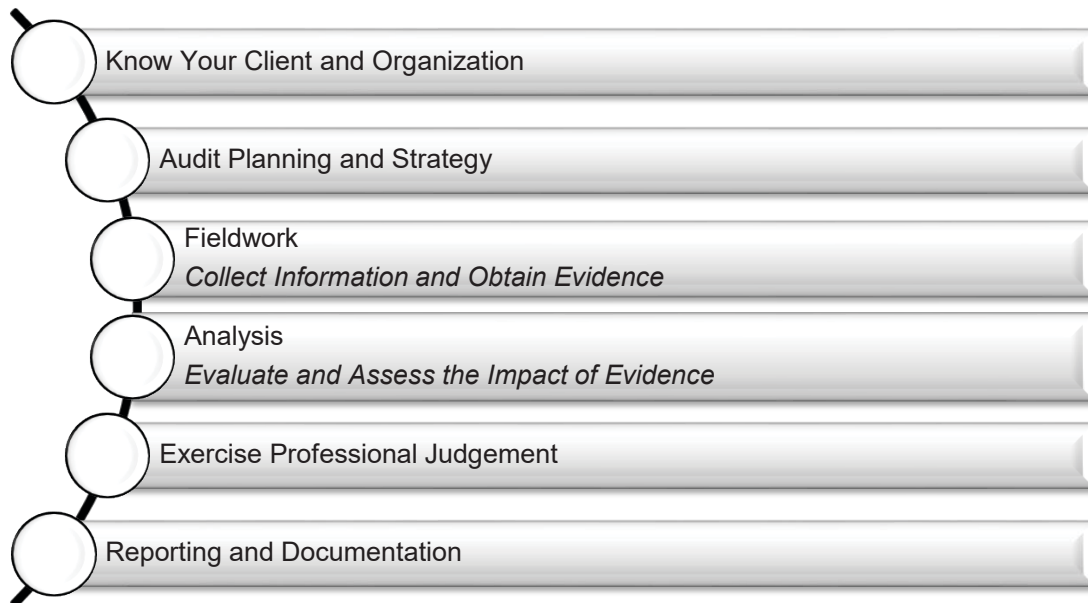 Know Your Client and Organization
Audit Planning and Strategy
Fieldwork
Collect Information and Obtain Evidence
Analysis
Evaluate and Assess the Impact of Evidence
Exercise Professional Judgement
Reporting and Documentation